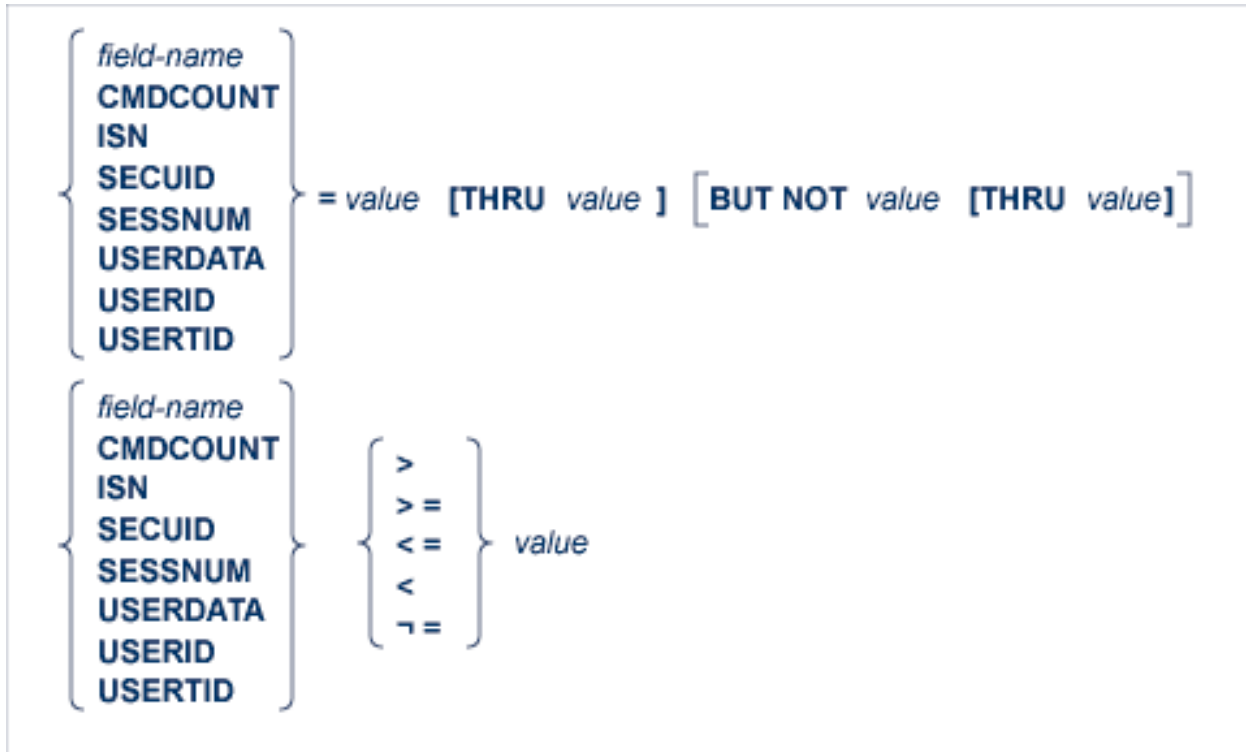 field-name
CMDCOUNT
ISN
SECUID
SESSNUM
USERDATA
USERID
USERTID
= value [THRU value ] [BUT NOT value [THRU value]]
field-name
CMDCOUNT
ISN
SECUID
SESSNUM
USERDATA
USERID
USERTID
>
> =
< =
<
¬ =
value